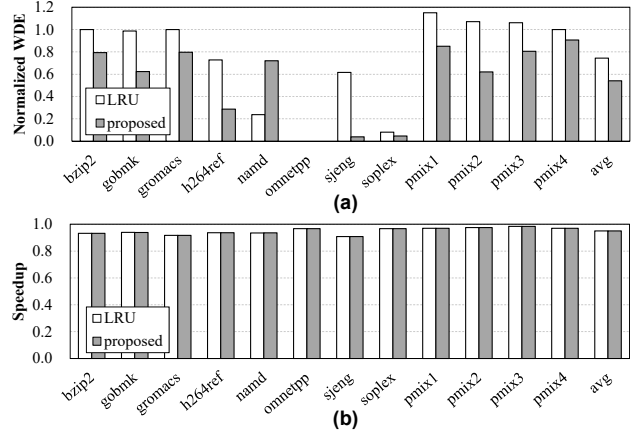 Normalized WDE
1.2
1.0
0.8
0.6
0.4
0.2
0.0
LRU
proposed
bzip2
gobmk
gromacs
h264ref
namd
omnetpp
sjeng
soplex
pmix1
pmix2
pmix3
pmix4
avg
(a)
Speedup
1.0
0.8
0.6
0.4
0.2
0.0
LRU
proposed
bzip2
gobmk
gromacs
h264ref
namd
omnetpp
sjeng
soplex
pmix1
pmix2
pmix3
pmix4
avg
(b)